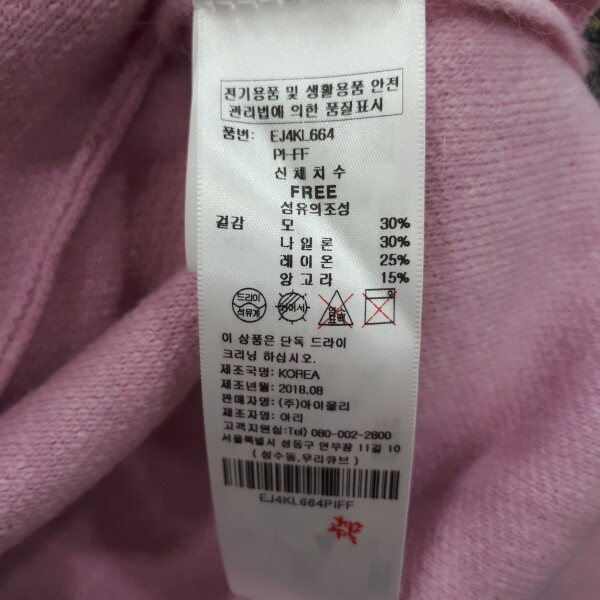 전기용품 및 생활용품 안전
관리법에 의한 품질표시
품번: EJ4KL664
PI-FF
신체치수
FREE
섬유의조성
겉감 모 30%
나일론 30%
레이온 25%
앙고라 15%
드라이
석유계
이 상품은 단독 드라이
크리닝 하십시오.
제조국명: KOREA
제조년월: 2018.08
판매자명: (주)아이올리
제조자명: 아리
고객지원실:Tel) 080-002-2800
서울특별시 성동구 연무장 11길 10
(성수동,우리큐브)
EJ4KL664PIFF